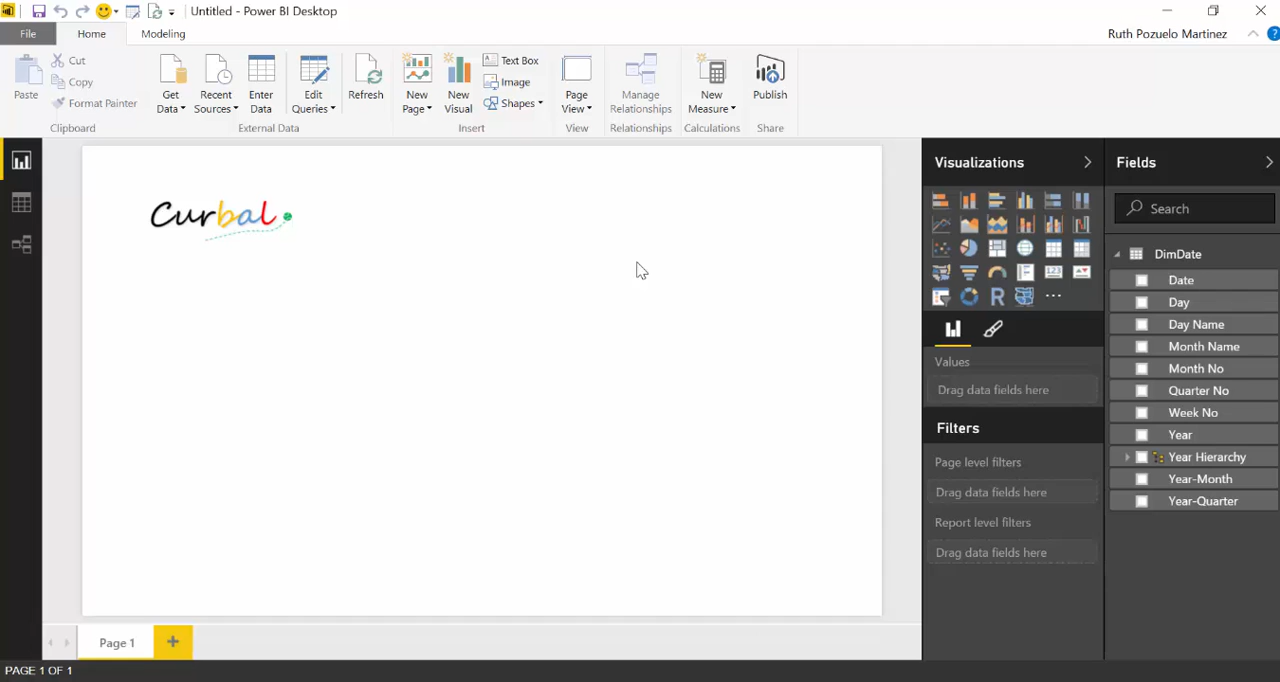 Untitled - Power BI Desktop
File
Home
Modeling
Ruth Pozuelo Martinez
?
Paste
Cut
Copy
Format Painter
Clipboard
Get Data
Recent Sources
Enter Data
Edit Queries
Refresh
External Data
New Page
New Visual
Text Box
Image
Shapes
Insert
Page View
View
Manage Relationships
Relationships
New Measure
Calculations
Publish
Share
Curbal
Visualizations
R
123
Values
Drag data fields here
Filters
Page level filters
Drag data fields here
Report level filters
Drag data fields here
Fields
Search
DimDate
Date
Day
Day Name
Month Name
Month No
Quarter No
Week No
Year
Year Hierarchy
Year-Month
Year-Quarter
Page 1
PAGE 1 OF 1